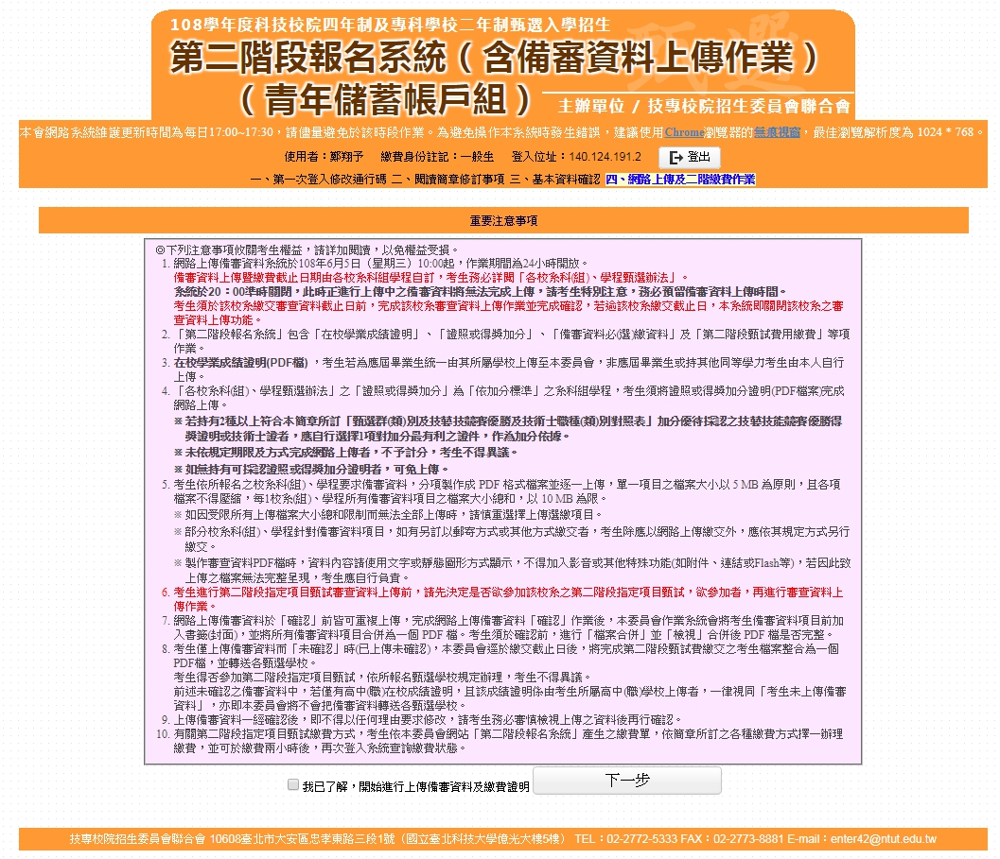 108學年度科技校院四年制及專科學校二年制甄選入學招生
甄選
第二階段報名系統（含備審資料上傳作業）
（青年儲蓄帳戶組）
主辦單位 / 技專校院招生委員會聯合會
本會網路系統維護更新時間為每日17:00~17:30，請儘量避免於該時段作業。為避免操作本系統時發生錯誤，建議使用Chrome瀏覽器的無痕視窗，最佳瀏覽解析度為 1024 * 768。
使用者：鄭翔子 繳費身份註記：一般生 登入位址：140.124.191.2 登出
一、第一次登入修改通行碼 二、閱讀簡章修訂事項 三、基本資料確認 四、網路上傳及二階繳費作業
重要注意事項
◎下列注意事項攸關考生權益，請詳加閱讀，以免權益受損。
1. 網路上傳備審資料系統於108年6月5日（星期三）10:00起，作業期間為24小時開放。
備審資料上傳暨繳費截止日期由各校系科組學程自訂，考生務必詳閱「各校系科(組)、學程甄選辦法」。
系統於20：00準時關閉，此時正進行上傳中之備審資料將無法完成上傳，請考生特別注意，務必預留備審資料上傳時間。
考生須於該校系繳交審查資料截止日前，完成該校系審查資料上傳作業並完成確認，若逾該校系繳交截止日，本系統即關閉該校系之審
查資料上傳功能。
2. 「第二階段報名系統」包含「在校學業成績證明」、「證照或得獎加分」、「備審資料必(選)繳資料」及「第二階段甄試費用繳費」等項
作業。
3. 在校學業成績證明(PDF檔) ，考生若為應屆畢業生統一由其所屬學校上傳至本委員會，非應屆畢業生或持其他同等學力考生由本人自行
上傳。
4. 「各校系科(組)、學程甄選辦法」之「證照或得獎加分」為「依加分標準」之系科組學程，考生須將證照或得獎加分證明(PDF檔案)完成
網路上傳。
※ 若持有2種以上符合本簡章所訂「甄選群(類)別及技藝技競賽優勝及技術士職種(類)別對照表」加分優待採認之技藝技能競賽優勝得
獎證明或技術士證者，應自行選擇1項對加分最有利之證件，作為加分依據。
※ 未依規定期限及方式完成網路上傳者，不予計分，考生不得異議。
※ 如無持有可採認證照或得獎加分證明者，可免上傳。
5. 考生依所報名之校系科(組)、學程要求備審資料，分項製作成 PDF 格式檔案並逐一上傳，單一項目之檔案大小以 5 MB 為原則，且各項
檔案不得壓縮，每1校系(組)、學程所有備審資料項目之檔案大小總和，以 10 MB 為限。
※ 如因受限所有上傳檔案大小總和限制而無法全部上傳時，請慎重選擇上傳選繳項目。
※ 部分校系科(組)、學程針對備審資料項目，如有另訂以郵寄方式或其他方式繳交者，考生除應以網路上傳繳交外，應依其規定方式另行
繳交。
※ 製作審查資料PDF檔時，資料內容請使用文字或靜態圖形方式顯示，不得加入影音或其他特殊功能(如附件、連結或Flash等)，若因此致
上傳之檔案無法完整呈現，考生應自行負責。
6. 考生進行第二階段指定項目甄試審查資料上傳前，請先決定是否欲參加該校系之第二階段指定項目甄試，欲參加者，再進行審查資料上
傳作業。
7. 網路上傳備審資料於「確認」前皆可重複上傳，完成網路上傳備審資料「確認」作業後，本委員會作業系統會將考生備審資料項目前加
入書籤(封面)，並將所有備審資料項目合併為一個 PDF 檔。考生須於確認前，進行「檔案合併」並「檢視」合併後 PDF 檔是否完整。
8. 考生僅上傳備審資料而「未確認」時(已上傳未確認)，本委員會逕於繳交截止日後，將完成第二階段甄試費繳交之考生檔案整合為一個
PDF檔，並轉送各甄選學校。
考生得否參加第二階段指定項目甄試，依所報名甄選學校規定辦理，考生不得異議。
前述未確認之備審資料中，若僅有高中(職)在校成績證明，且該成績證明係由考生所屬高中(職)學校上傳者，一律視同「考生未上傳備審
資料」，亦即本委員會將不會把備審資料轉送各甄選學校。
9. 上傳備審資料一經確認後，即不得以任何理由要求修改，請考生務必審慎檢視上傳之資料後再行確認。
10. 有關第二階段指定項目甄試繳費方式，考生依本委員會網站「第二階段報名系統」產生之繳費單，依簡章所訂之各種繳費方式擇一辦理
繳費，並可於繳費兩小時後，再次登入系統查詢繳費狀態。
我已了解，開始進行上傳備審資料及繳費證明 下一步
技專校院招生委員會聯合會 10608臺北市大安區忠孝東路三段1號（國立臺北科技大學億光大樓5樓） TEL：02-2772-5333 FAX：02-2773-8881 E-mail：enter42@ntut.edu.tw